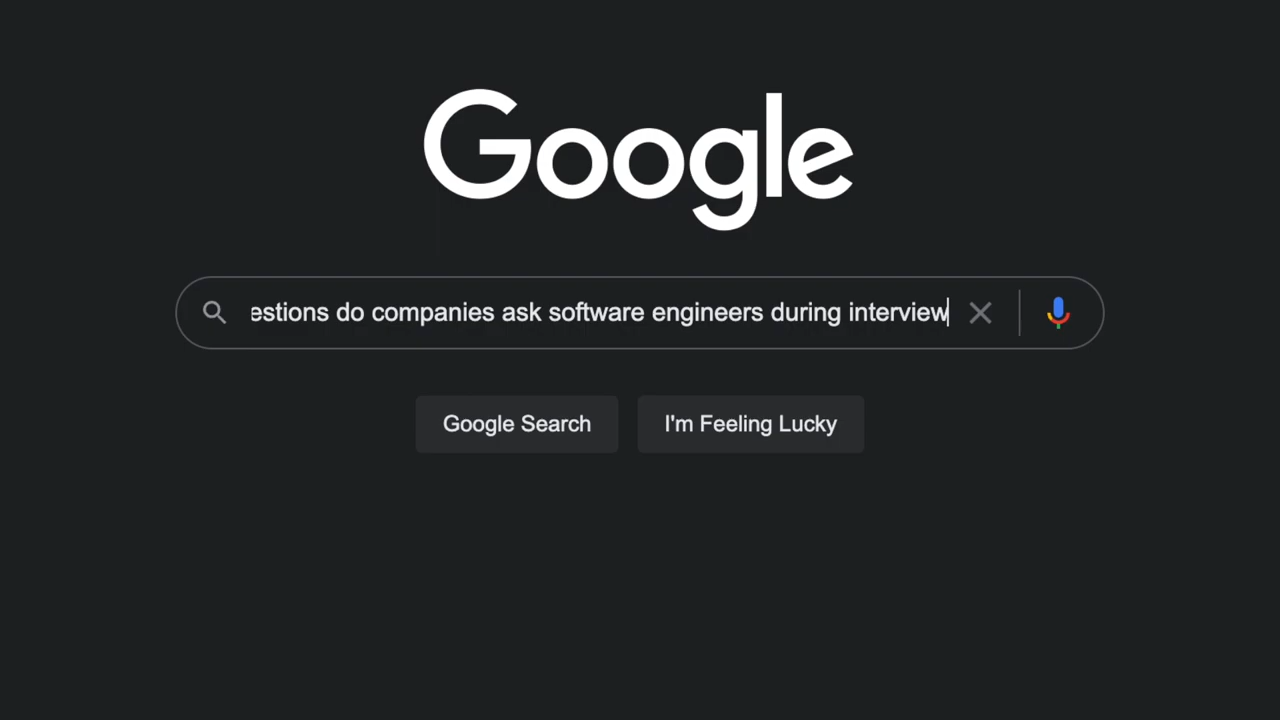 Google
estions do companies ask software engineers during interview
Google Search
I'm Feeling Lucky